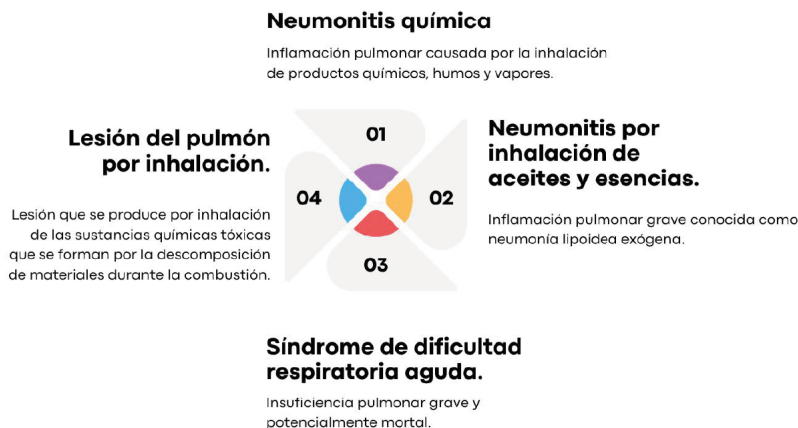 Neumonitis química
Inflamación pulmonar causada por la inhalación
de productos químicos, humos y vapores.
01
Neumonitis por
inhalación de
aceites y esencias.
02
Inflamación pulmonar grave conocida como
neumonía lipoidea exógena.
03
Síndrome de dificultad
respiratoria aguda.
Insuficiencia pulmonar grave y
potencialmente mortal.
04
Lesión del pulmón
por inhalación.
Lesión que se produce por inhalación
de las sustancias químicas tóxicas
que se forman por la descomposición
de materiales durante la combustión.